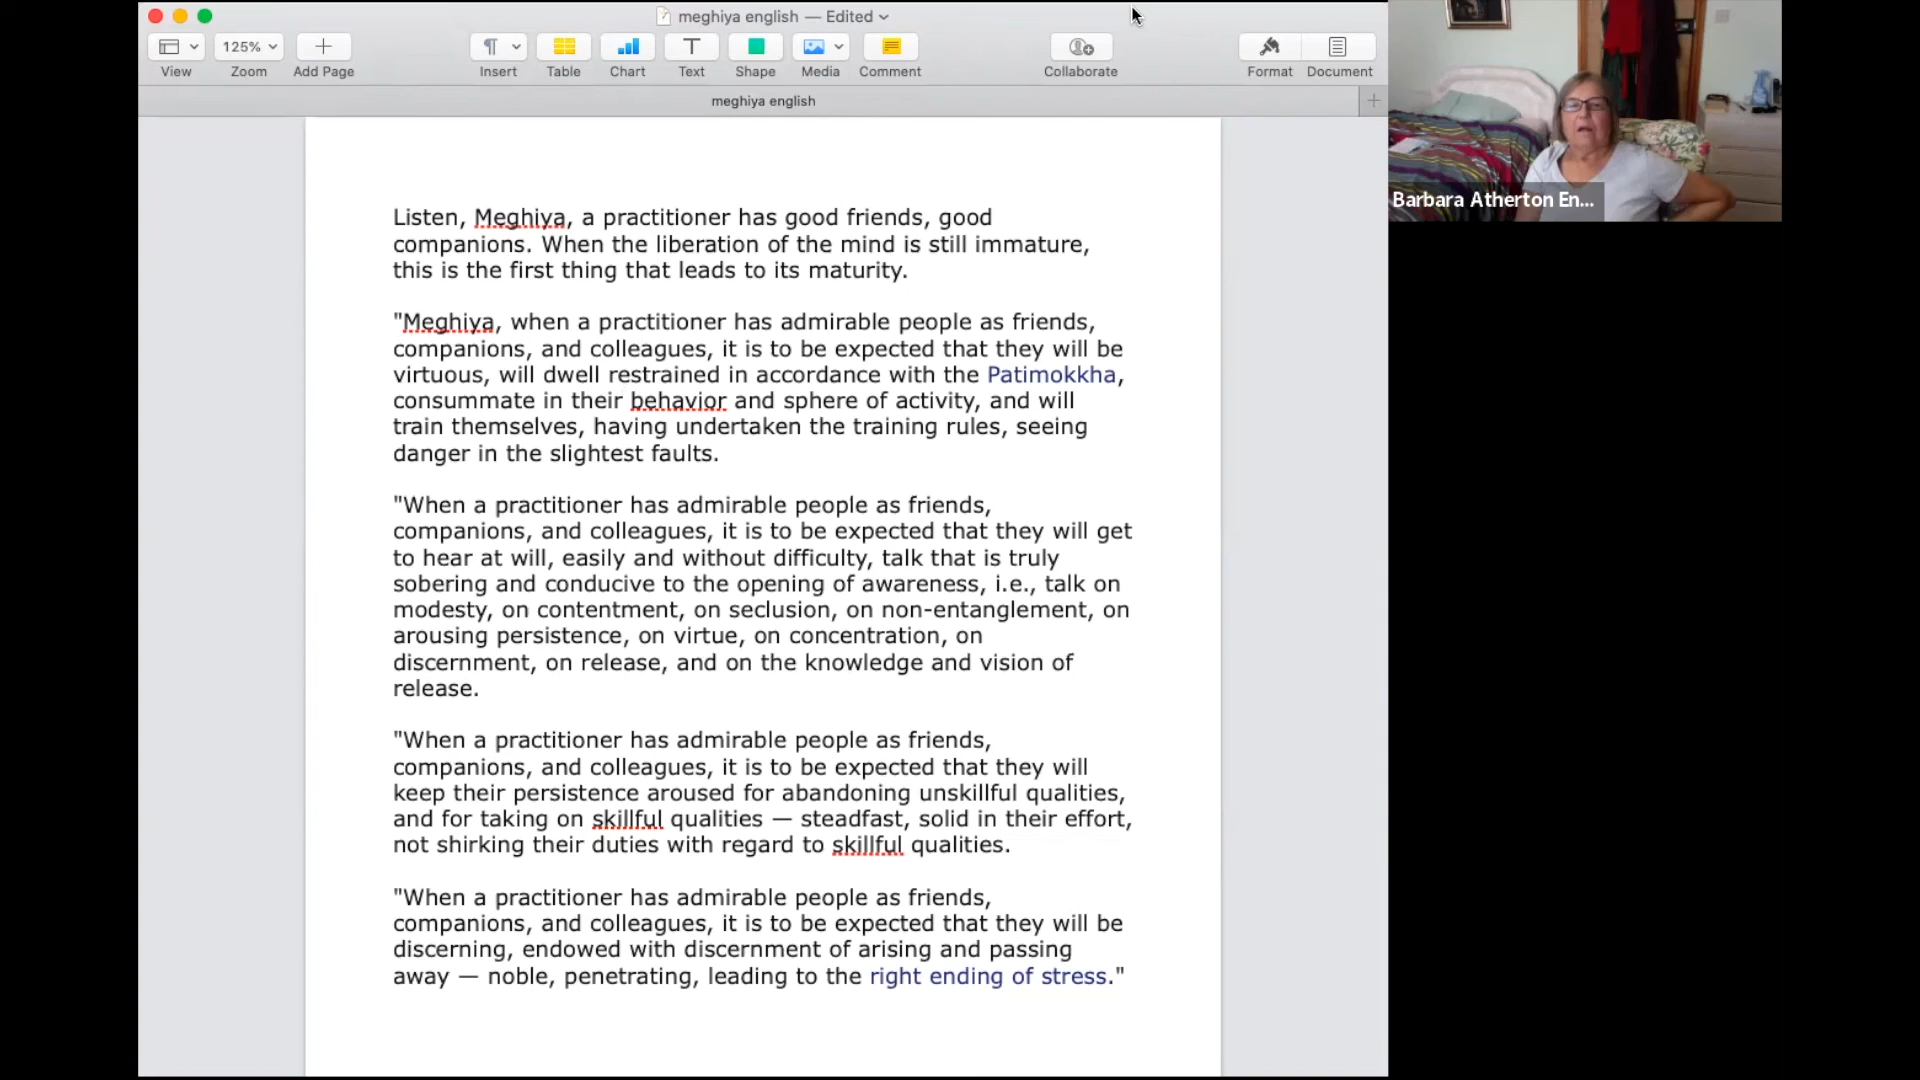 meghiya english — Edited
View
125%
Zoom
Add Page
Insert
Table
Chart
Text
Shape
Media
Comment
Collaborate
Format
Document
meghiya english
Barbara Atherton En...
Listen, Meghiya, a practitioner has good friends, good
companions. When the liberation of the mind is still immature,
this is the first thing that leads to its maturity.
"Meghiya, when a practitioner has admirable people as friends,
companions, and colleagues, it is to be expected that they will be
virtuous, will dwell restrained in accordance with the Patimokkha,
consummate in their behavior and sphere of activity, and will
train themselves, having undertaken the training rules, seeing
danger in the slightest faults.
"When a practitioner has admirable people as friends,
companions, and colleagues, it is to be expected that they will get
to hear at will, easily and without difficulty, talk that is truly
sobering and conducive to the opening of awareness, i.e., talk on
modesty, on contentment, on seclusion, on non-entanglement, on
arousing persistence, on virtue, on concentration, on
discernment, on release, and on the knowledge and vision of
release.
"When a practitioner has admirable people as friends,
companions, and colleagues, it is to be expected that they will
keep their persistence aroused for abandoning unskillful qualities,
and for taking on skillful qualities — steadfast, solid in their effort,
not shirking their duties with regard to skillful qualities.
"When a practitioner has admirable people as friends,
companions, and colleagues, it is to be expected that they will be
discerning, endowed with discernment of arising and passing
away — noble, penetrating, leading to the right ending of stress."